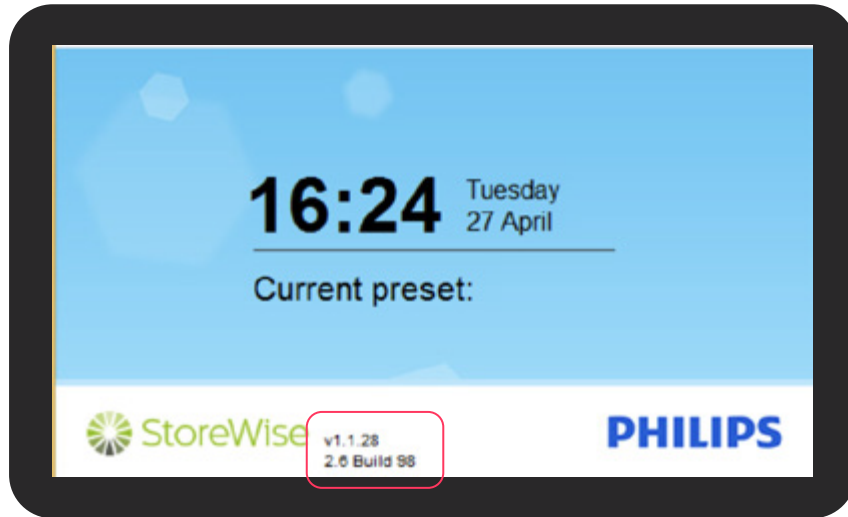 16:24
Tuesday
27 April
Current preset:
StoreWise
v1.1.28
2.6 Build 98
PHILIPS